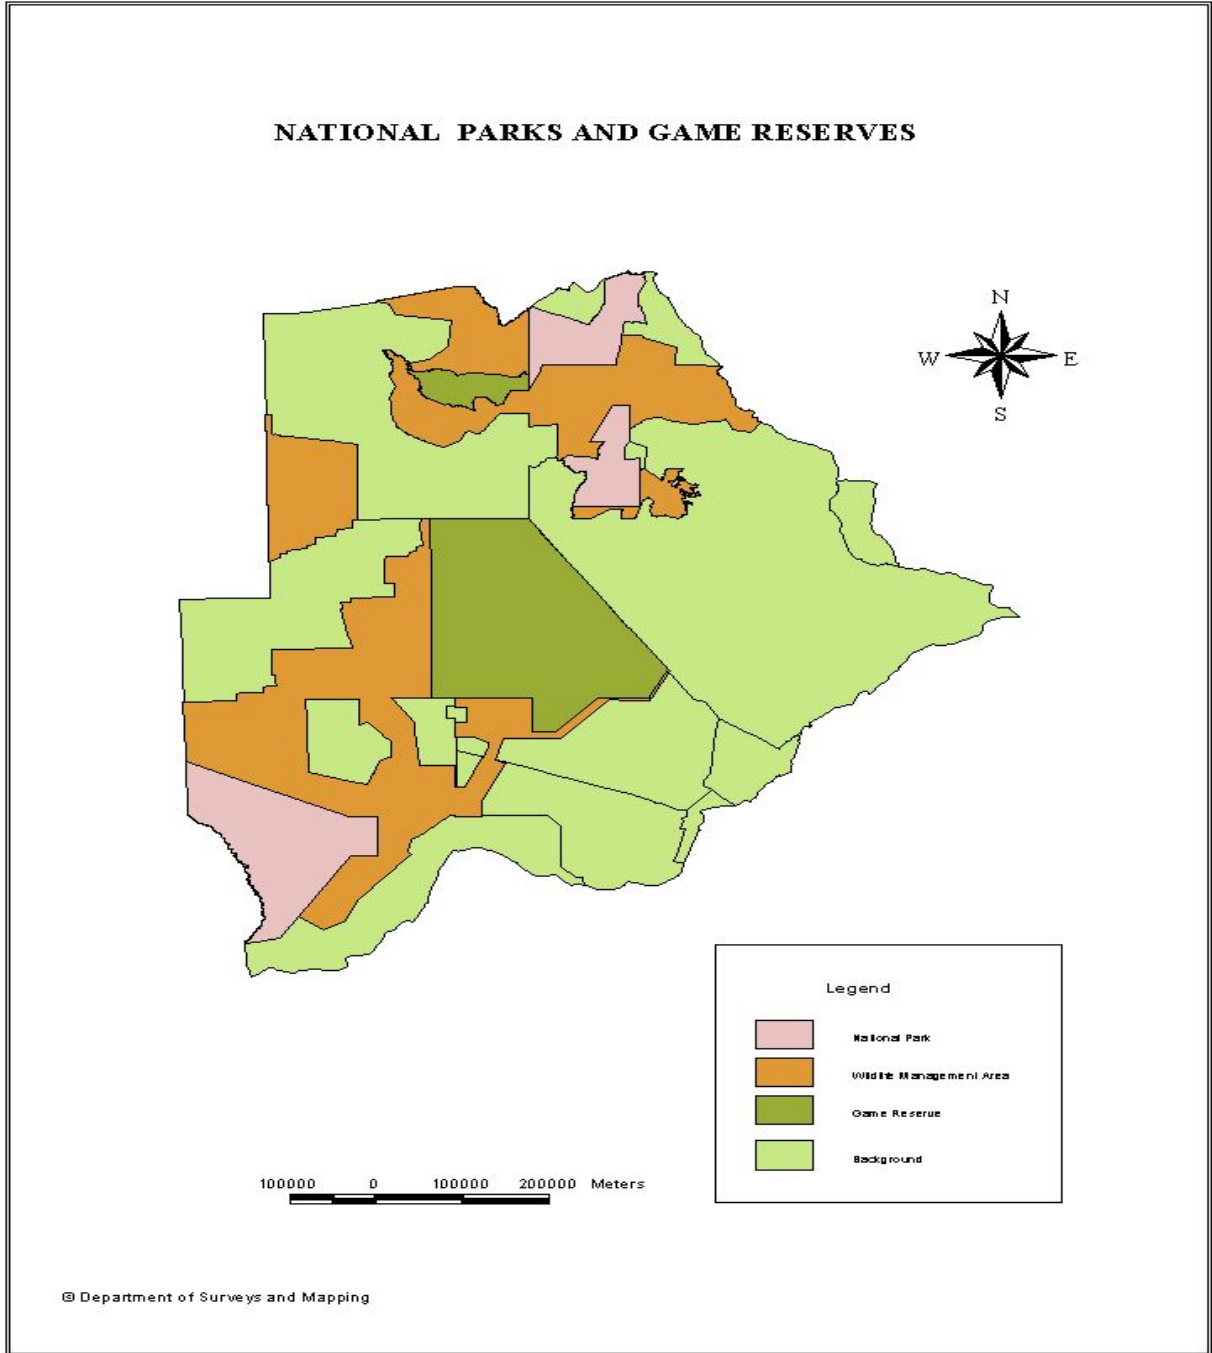 NATIONAL PARKS AND GAME RESERVES
N
W E
S
Legend
National Park
Wildlife Management Area
Game Reserve
Background
100000 0 100000 200000 Meters
© Department of Surveys and Mapping